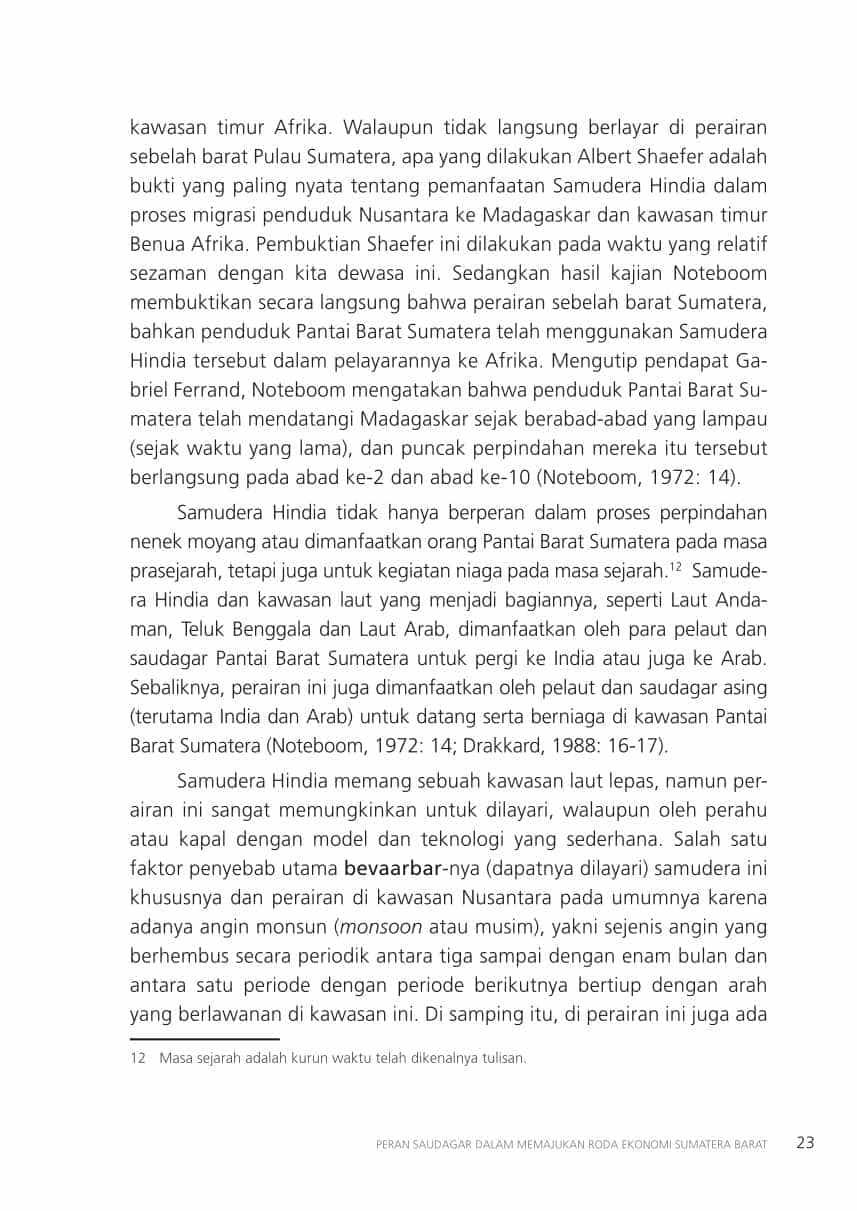 kawasan timur Afrika. Walaupun tidak langsung berlayar di perairan
sebelah barat Pulau Sumatera, apa yang dilakukan Albert Shaefer adalah
bukti yang paling nyata tentang pemanfaatan Samudera Hindia dalam
proses migrasi penduduk Nusantara ke Madagaskar dan kawasan timur
Benua Afrika. Pembuktian Shaefer ini dilakukan pada waktu yang relatif
sezaman dengan kita dewasa ini. Sedangkan hasil kajian Noteboom
membuktikan secara langsung bahwa perairan sebelah barat Sumatera,
bahkan penduduk Pantai Barat Sumatera telah menggunakan Samudera
Hindia tersebut dalam pelayarannya ke Afrika. Mengutip pendapat Ga-
briel Ferrand, Noteboom mengatakan bahwa penduduk Pantai Barat Su-
matera telah mendatangi Madagaskar sejak berabad-abad yang lampau
(sejak waktu yang lama), dan puncak perpindahan mereka itu tersebut
berlangsung pada abad ke-2 dan abad ke-10 (Noteboom, 1972: 14).
Samudera Hindia tidak hanya berperan dalam proses perpindahan
nenek moyang atau dimanfaatkan orang Pantai Barat Sumatera pada masa
prasejarah, tetapi juga untuk kegiatan niaga pada masa sejarah.12 Samude-
ra Hindia dan kawasan laut yang menjadi bagiannya, seperti Laut Anda-
man, Teluk Benggala dan Laut Arab, dimanfaatkan oleh para pelaut dan
saudagar Pantai Barat Sumatera untuk pergi ke India atau juga ke Arab.
Sebaliknya, perairan ini juga dimanfaatkan oleh pelaut dan saudagar asing
(terutama India dan Arab) untuk datang serta berniaga di kawasan Pantai
Barat Sumatera (Noteboom, 1972: 14; Drakkard, 1988: 16-17).
Samudera Hindia memang sebuah kawasan laut lepas, namun per-
airan ini sangat memungkinkan untuk dilayari, walaupun oleh perahu
atau kapal dengan model dan teknologi yang sederhana. Salah satu
faktor penyebab utama bevaarbar-nya (dapatnya dilayari) samudera ini
khususnya dan perairan di kawasan Nusantara pada umumnya karena
adanya angin monsun (monsoon atau musim), yakni sejenis angin yang
berhembus secara periodik antara tiga sampai dengan enam bulan dan
antara satu periode dengan periode berikutnya bertiup dengan arah
yang berlawanan di kawasan ini. Di samping itu, di perairan ini juga ada
12 Masa sejarah adalah kurun waktu telah dikenalnya tulisan.
PERAN SAUDAGAR DALAM MEMAJUKAN RODA EKONOMI SUMATERA BARAT 23